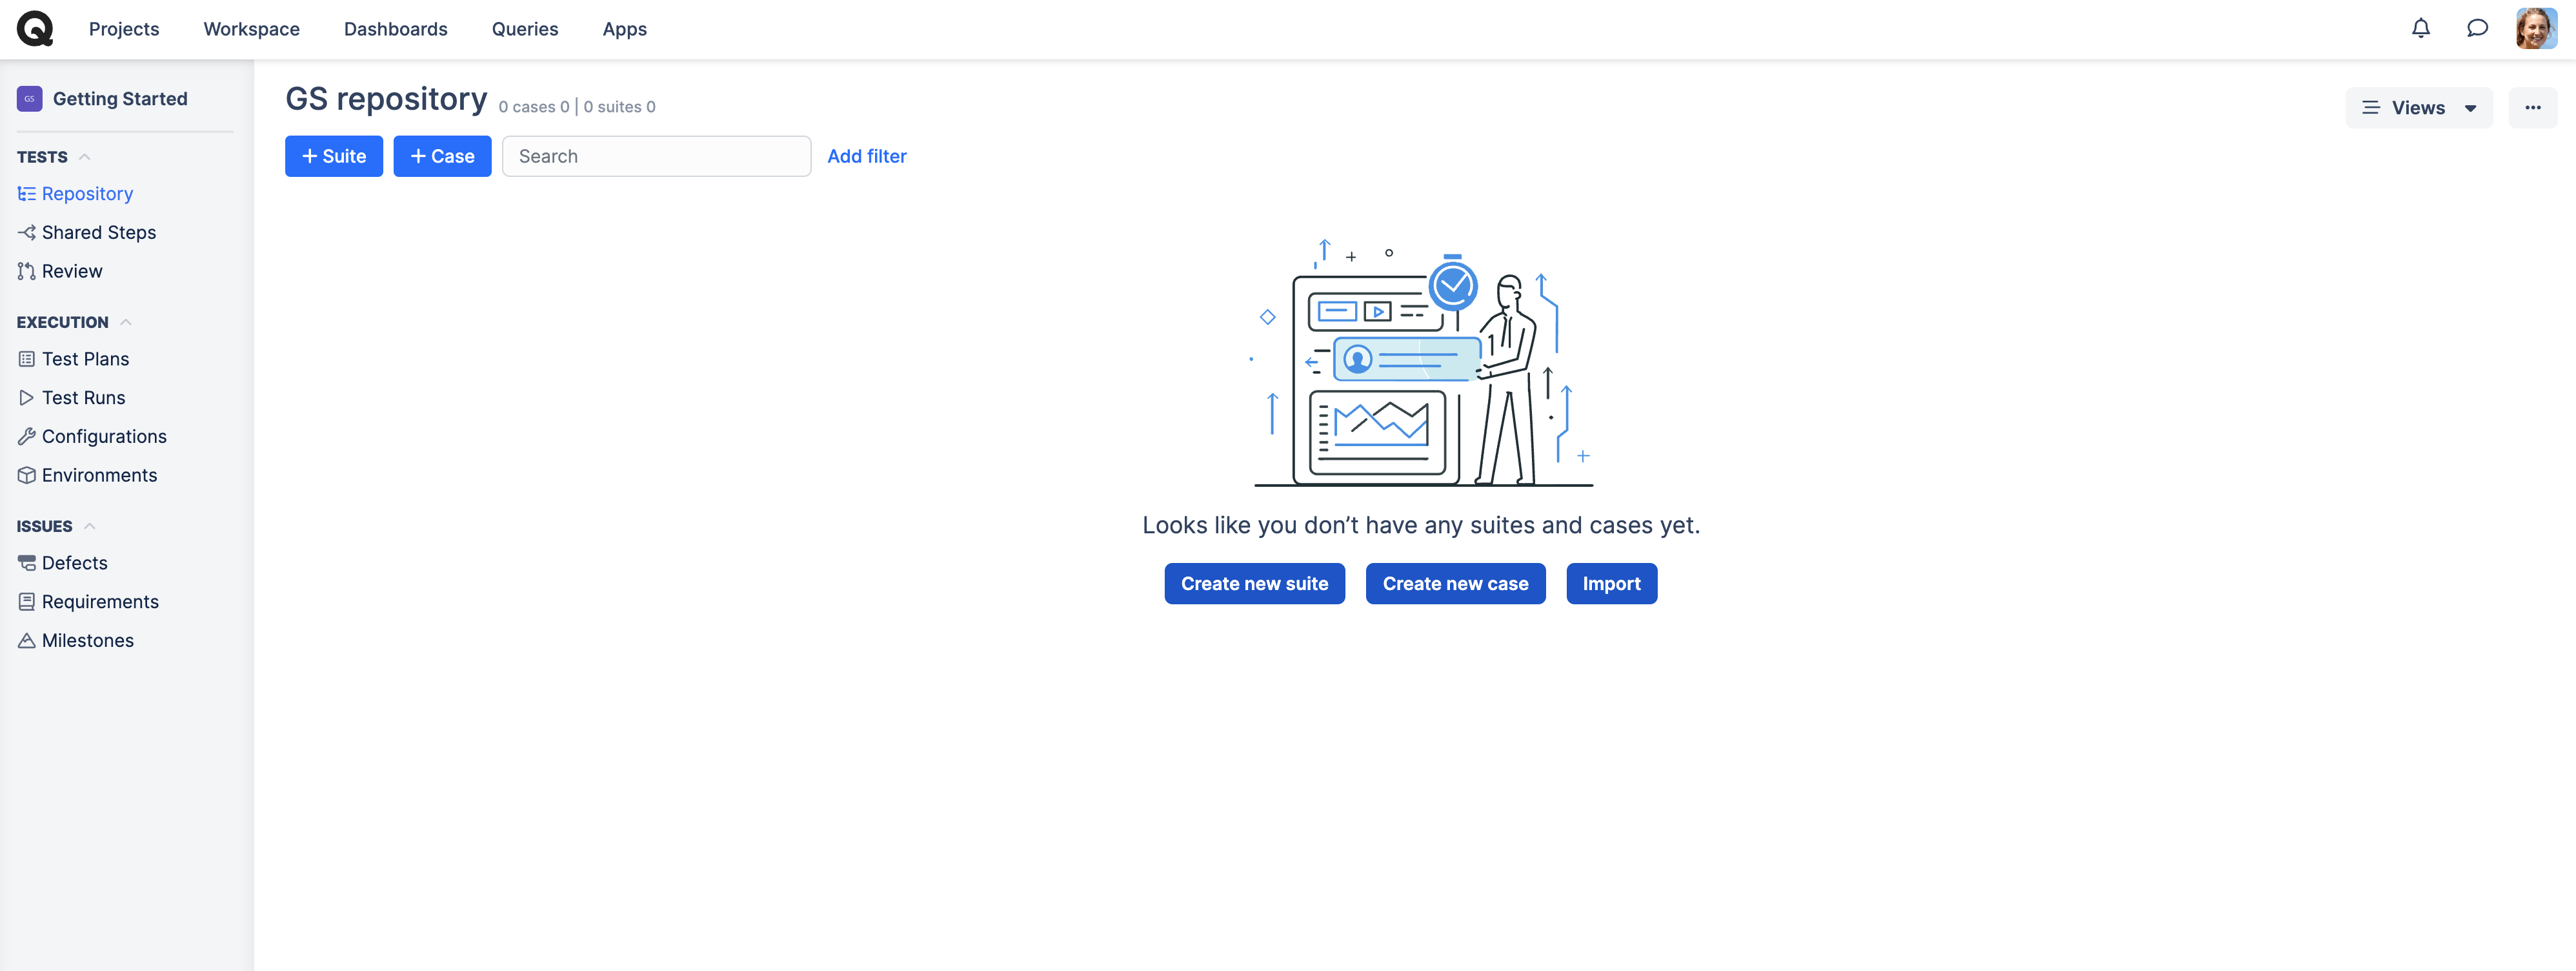 Projects Workspace Dashboards Queries Apps
GS Getting Started
TESTS
Repository
Shared Steps
Review
EXECUTION
Test Plans
Test Runs
Configurations
Environments
ISSUES
Defects
Requirements
Milestones
GS repository 0 cases 0 | 0 suites 0
Views
+ Suite + Case Search Add filter
Looks like you don’t have any suites and cases yet.
Create new suite Create new case Import